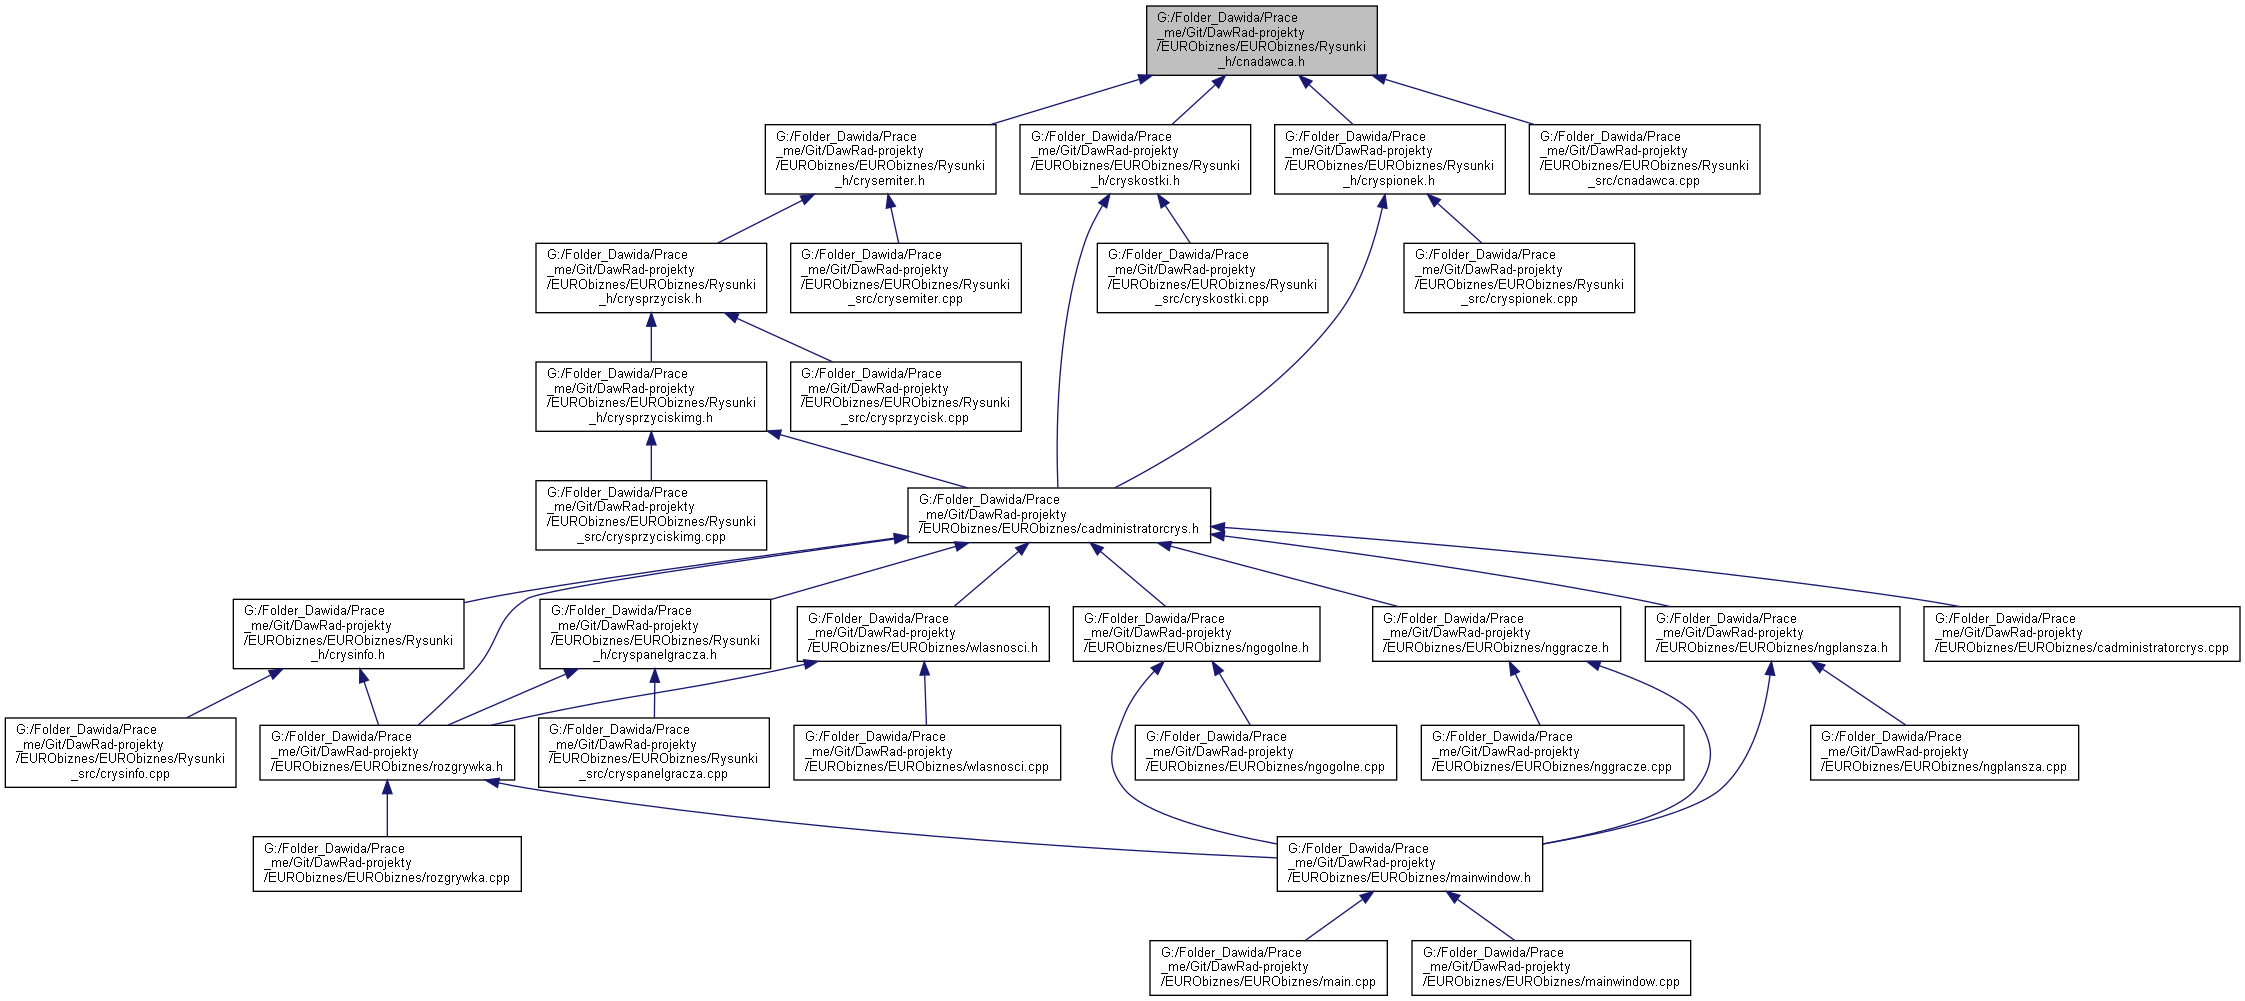 G:/Folder_Dawida/Prace
_me/Git/DawRad-projekty
/EURObiznes/EURObiznes/Rysunki
_h/cnadawca.h
G:/Folder_Dawida/Prace
_me/Git/DawRad-projekty
/EURObiznes/EURObiznes/Rysunki
_h/crysemiter.h
G:/Folder_Dawida/Prace
_me/Git/DawRad-projekty
/EURObiznes/EURObiznes/Rysunki
_h/cryskostki.h
G:/Folder_Dawida/Prace
_me/Git/DawRad-projekty
/EURObiznes/EURObiznes/Rysunki
_h/cryspionek.h
G:/Folder_Dawida/Prace
_me/Git/DawRad-projekty
/EURObiznes/EURObiznes/Rysunki
_src/cnadawca.cpp
G:/Folder_Dawida/Prace
_me/Git/DawRad-projekty
/EURObiznes/EURObiznes/Rysunki
_h/crysprzycisk.h
G:/Folder_Dawida/Prace
_me/Git/DawRad-projekty
/EURObiznes/EURObiznes/Rysunki
_src/crysemiter.cpp
G:/Folder_Dawida/Prace
_me/Git/DawRad-projekty
/EURObiznes/EURObiznes/Rysunki
_src/cryskostki.cpp
G:/Folder_Dawida/Prace
_me/Git/DawRad-projekty
/EURObiznes/EURObiznes/Rysunki
_src/cryspionek.cpp
G:/Folder_Dawida/Prace
_me/Git/DawRad-projekty
/EURObiznes/EURObiznes/Rysunki
_h/crysprzyciskimg.h
G:/Folder_Dawida/Prace
_me/Git/DawRad-projekty
/EURObiznes/EURObiznes/Rysunki
_src/crysprzycisk.cpp
G:/Folder_Dawida/Prace
_me/Git/DawRad-projekty
/EURObiznes/EURObiznes/Rysunki
_src/crysprzyciskimg.cpp
G:/Folder_Dawida/Prace
_me/Git/DawRad-projekty
/EURObiznes/EURObiznes/cadministratorcrys.h
G:/Folder_Dawida/Prace
_me/Git/DawRad-projekty
/EURObiznes/EURObiznes/Rysunki
_h/crysinfo.h
G:/Folder_Dawida/Prace
_me/Git/DawRad-projekty
/EURObiznes/EURObiznes/Rysunki
_h/cryspanelgracza.h
G:/Folder_Dawida/Prace
_me/Git/DawRad-projekty
/EURObiznes/EURObiznes/wlasnosci.h
G:/Folder_Dawida/Prace
_me/Git/DawRad-projekty
/EURObiznes/EURObiznes/ngogolne.h
G:/Folder_Dawida/Prace
_me/Git/DawRad-projekty
/EURObiznes/EURObiznes/nggracze.h
G:/Folder_Dawida/Prace
_me/Git/DawRad-projekty
/EURObiznes/EURObiznes/ngplansza.h
G:/Folder_Dawida/Prace
_me/Git/DawRad-projekty
/EURObiznes/EURObiznes/cadministratorcrys.cpp
G:/Folder_Dawida/Prace
_me/Git/DawRad-projekty
/EURObiznes/EURObiznes/Rysunki
_src/crysinfo.cpp
G:/Folder_Dawida/Prace
_me/Git/DawRad-projekty
/EURObiznes/EURObiznes/rozgrywka.h
G:/Folder_Dawida/Prace
_me/Git/DawRad-projekty
/EURObiznes/EURObiznes/Rysunki
_src/cryspanelgracza.cpp
G:/Folder_Dawida/Prace
_me/Git/DawRad-projekty
/EURObiznes/EURObiznes/wlasnosci.cpp
G:/Folder_Dawida/Prace
_me/Git/DawRad-projekty
/EURObiznes/EURObiznes/ngogolne.cpp
G:/Folder_Dawida/Prace
_me/Git/DawRad-projekty
/EURObiznes/EURObiznes/nggracze.cpp
G:/Folder_Dawida/Prace
_me/Git/DawRad-projekty
/EURObiznes/EURObiznes/ngplansza.cpp
G:/Folder_Dawida/Prace
_me/Git/DawRad-projekty
/EURObiznes/EURObiznes/rozgrywka.cpp
G:/Folder_Dawida/Prace
_me/Git/DawRad-projekty
/EURObiznes/EURObiznes/mainwindow.h
G:/Folder_Dawida/Prace
_me/Git/DawRad-projekty
/EURObiznes/EURObiznes/main.cpp
G:/Folder_Dawida/Prace
_me/Git/DawRad-projekty
/EURObiznes/EURObiznes/mainwindow.cpp